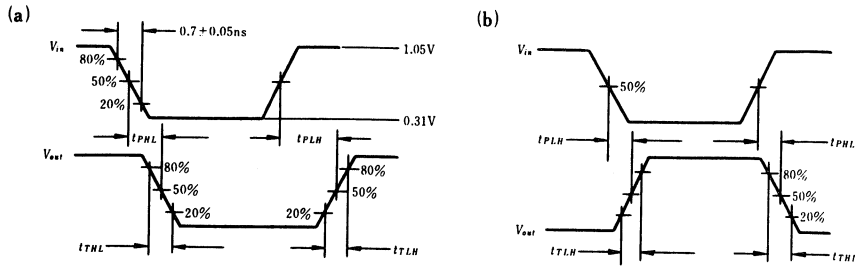 (a)
0.7±0.05ns
Vin
1.05V
80%
50%
20%
0.31V
tPHL
tPLH
Vout
80%
50%
20%
80%
50%
20%
tTHL
tTLH
(b)
Vin
50%
tPLH
tPHL
80%
50%
20%
Vout
tTLH
tTHL